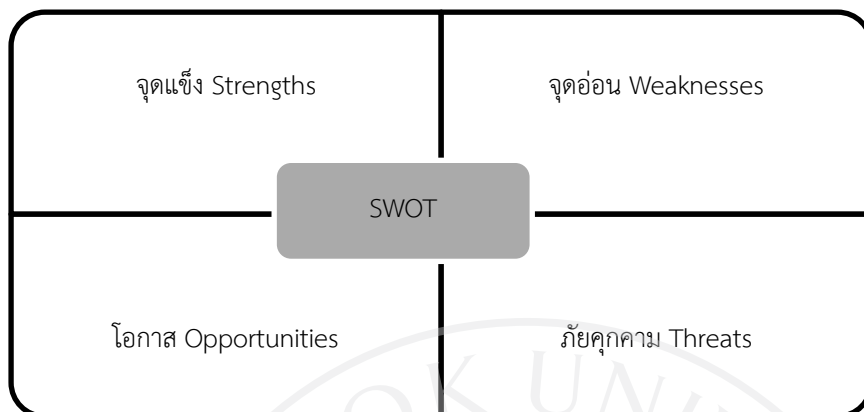 จุดแข็ง Strengths
จุดอ่อน Weaknesses
SWOT
โอกาส Opportunities
ภัยคุกคาม Threats